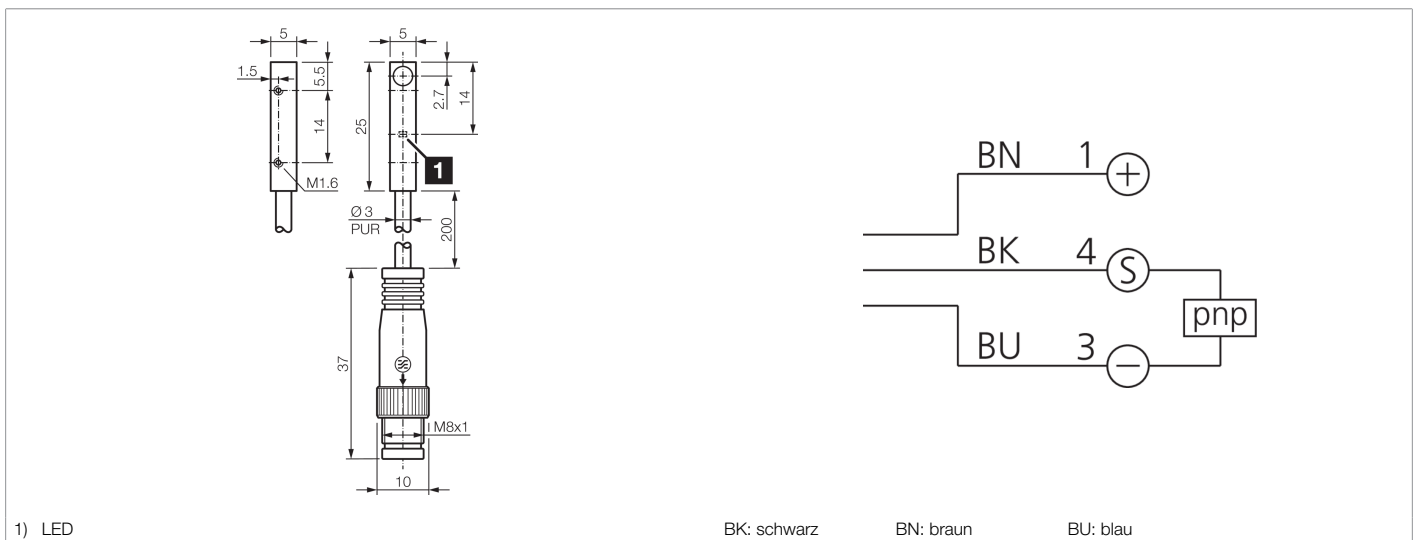 5
5
1.5
5.5
2.7
14
14
25
1
M1.6
Ø 3
PUR
200
37
M8x1
10
BN 1 +
BK 4 S
pnp
BU 3 −
1) LED
BK: schwarz BN: braun BU: blau